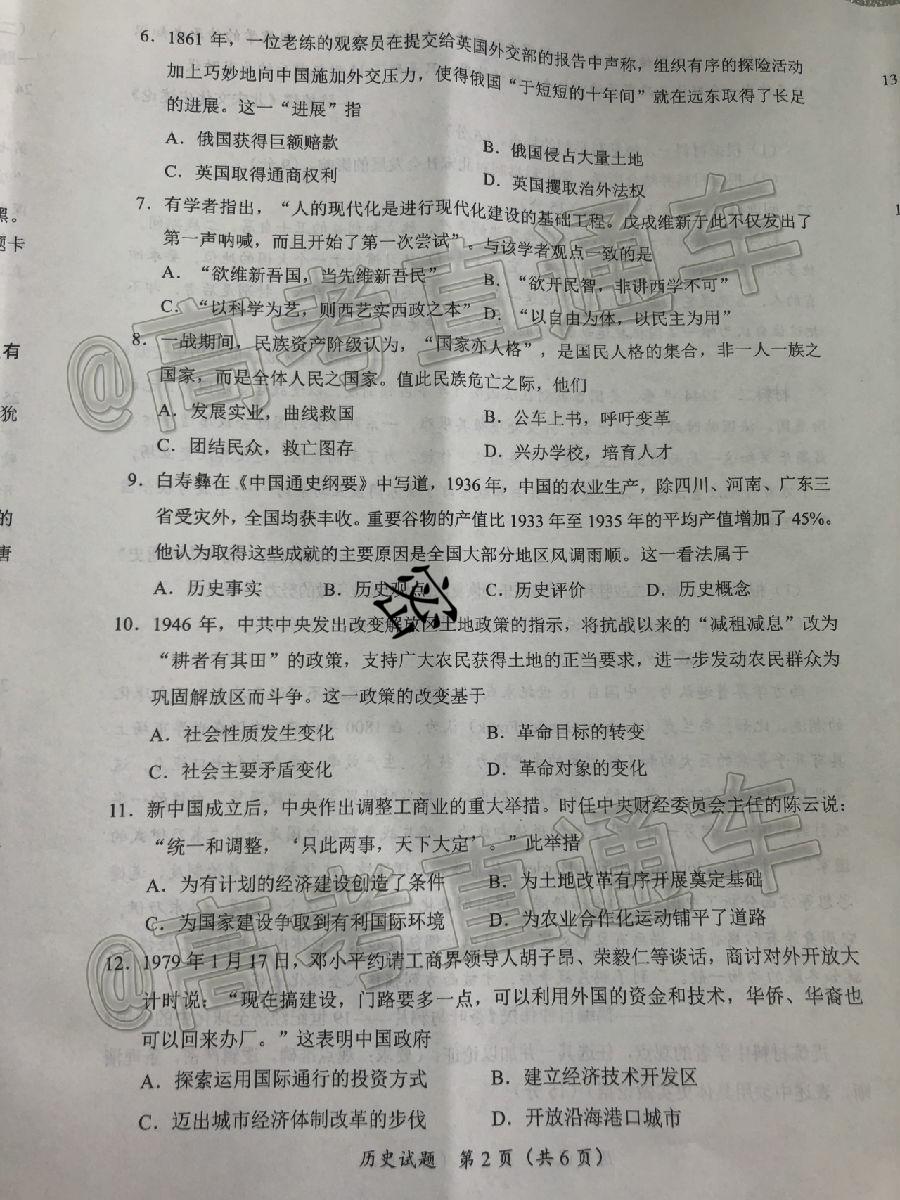 6. 1861 年，一位老练的观察员在提交给英国外交部的报告中声称，组织有序的探险活动
加上巧妙地向中国施加外交压力，使得俄国“于短短的十年间”就在远东取得了长足
的进展。这一“进展”指
A．俄国获得巨额赔款 B．俄国侵占大量土地
C．英国取得通商权利 D．英国攫取治外法权
7．有学者指出，“人的现代化是进行现代化建设的基础工程。戊戌维新于此不仅发出了
第一声呐喊，而且开始了第一次尝试”。与该学者观点一致的是
A．“欲维新吾国，当先维新吾民” B．“欲开民智，非讲西学不可”
C．“以科学为艺，则西艺实西政之本” D．“以自由为体，以民主为用”
8．一战期间，民族资产阶级认为，“国家亦人格”，是国民人格的集合，非一人一族之
国家，而是全体人民之国家。值此民族危亡之际，他们
A．发展实业，曲线救国 B．公车上书，呼吁变革
C．团结民众，救亡图存 D．兴办学校，培育人才
9．白寿彝在《中国通史纲要》中写道，1936 年，中国的农业生产，除四川、河南、广东三
省受灾外，全国均获丰收。重要谷物的产值比 1933 年至 1935 年的平均产值增加了 45%。
他认为取得这些成就的主要原因是全国大部分地区风调雨顺。这一看法属于
A．历史事实 B．历史观点 C．历史评价 D．历史概念
密
10．1946 年，中共中央发出改变解放区土地政策的指示，将抗战以来的“减租减息”改为
“耕者有其田”的政策，支持广大农民获得土地的正当要求，进一步发动农民群众为
巩固解放区而斗争。这一政策的改变基于
A．社会性质发生变化 B．革命目标的转变
C．社会主要矛盾变化 D．革命对象的变化
11．新中国成立后，中央作出调整工商业的重大举措。时任中央财经委员会主任的陈云说：
“统一和调整，‘只此两事，天下大定’。”此举措
A．为有计划的经济建设创造了条件 B．为土地改革有序开展奠定基础
C．为国家建设争取到有利国际环境 D．为农业合作化运动铺平了道路
12．1979 年 1 月 17 日，邓小平约请工商界领导人胡子昂、荣毅仁等谈话，商讨对外开放大
计时说：“现在搞建设，门路要多一点，可以利用外国的资金和技术，华侨、华裔也
可以回来办厂。”这表明中国政府
A．探索运用国际通行的投资方式 B．建立经济技术开发区
C．迈出城市经济体制改革的步伐 D．开放沿海港口城市
历史试题 第 2 页（共 6 页）
@高考直通车
@高考直通车
黑。
题卡
有
犹
的
唐
13
1